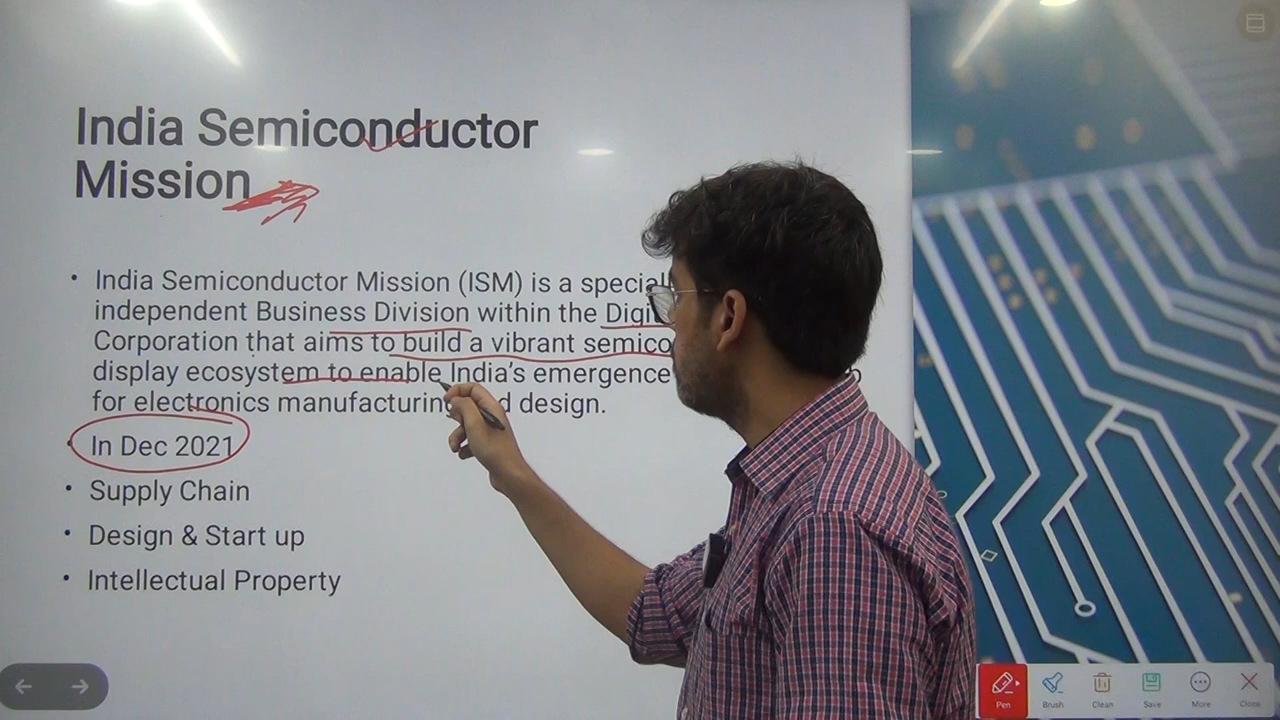 India Semiconductor
Mission
• India Semiconductor Mission (ISM) is a special
independent Business Division within the Digi
Corporation that aims to build a vibrant semico
display ecosystem to enable India's emergence
for electronics manufacturing design.
• In Dec 2021
• Supply Chain
• Design & Start up
• Intellectual Property
Pen Brush Clean Save More Close